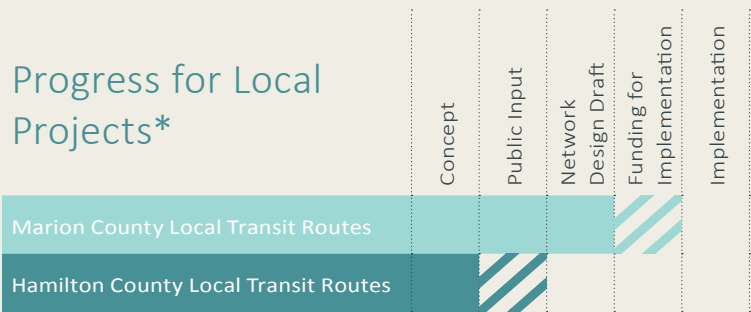 Progress for Local
Projects*
Concept
Public Input
Network
Design Draft
Funding for
Implementation
Implementation
Marion County Local Transit Routes
Hamilton County Local Transit Routes